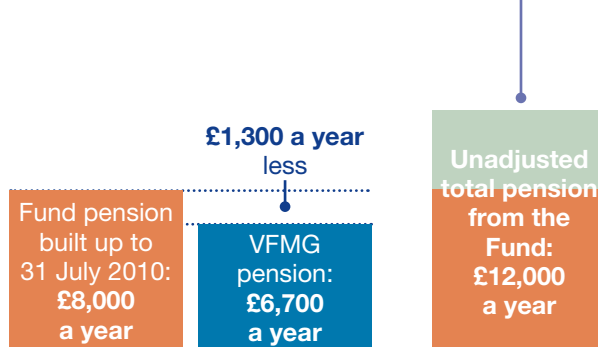 £1,300 a year
less
Fund pension
built up to
31 July 2010:
£8,000
a year
VFMG
pension:
£6,700
a year
Unadjusted
total pension
from the
Fund:
£12,000
a year